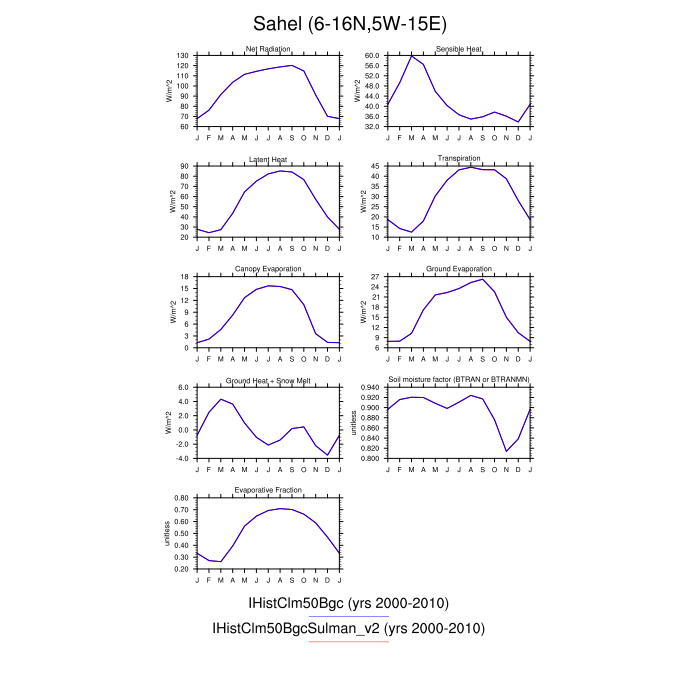 Sahel (6-16N,5W-15E)
Net Radiation
W/m^2
130
120
110
100
90
80
70
60
J F M A M J J A S O N D J
Sensible Heat
W/m^2
60.0
56.0
52.0
48.0
44.0
40.0
36.0
32.0
J F M A M J J A S O N D J
Latent Heat
W/m^2
90
80
70
60
50
40
30
20
J F M A M J J A S O N D J
Transpiration
W/m^2
45
40
35
30
25
20
15
10
J F M A M J J A S O N D J
Canopy Evaporation
W/m^2
18
15
12
9
6
3
0
J F M A M J J A S O N D J
Ground Evaporation
W/m^2
27
24
21
18
15
12
9
6
J F M A M J J A S O N D J
Ground Heat + Snow Melt
W/m^2
6.0
4.0
2.0
0.0
-2.0
-4.0
J F M A M J J A S O N D J
Soil moisture factor (BTRAN or BTRANMN)
unitless
0.940
0.920
0.900
0.880
0.860
0.840
0.820
0.800
J F M A M J J A S O N D J
Evaporative Fraction
unitless
0.80
0.70
0.60
0.50
0.40
0.30
0.20
J F M A M J J A S O N D J
IHistClm50Bgc (yrs 2000-2010)
IHistClm50BgcSulman_v2 (yrs 2000-2010)